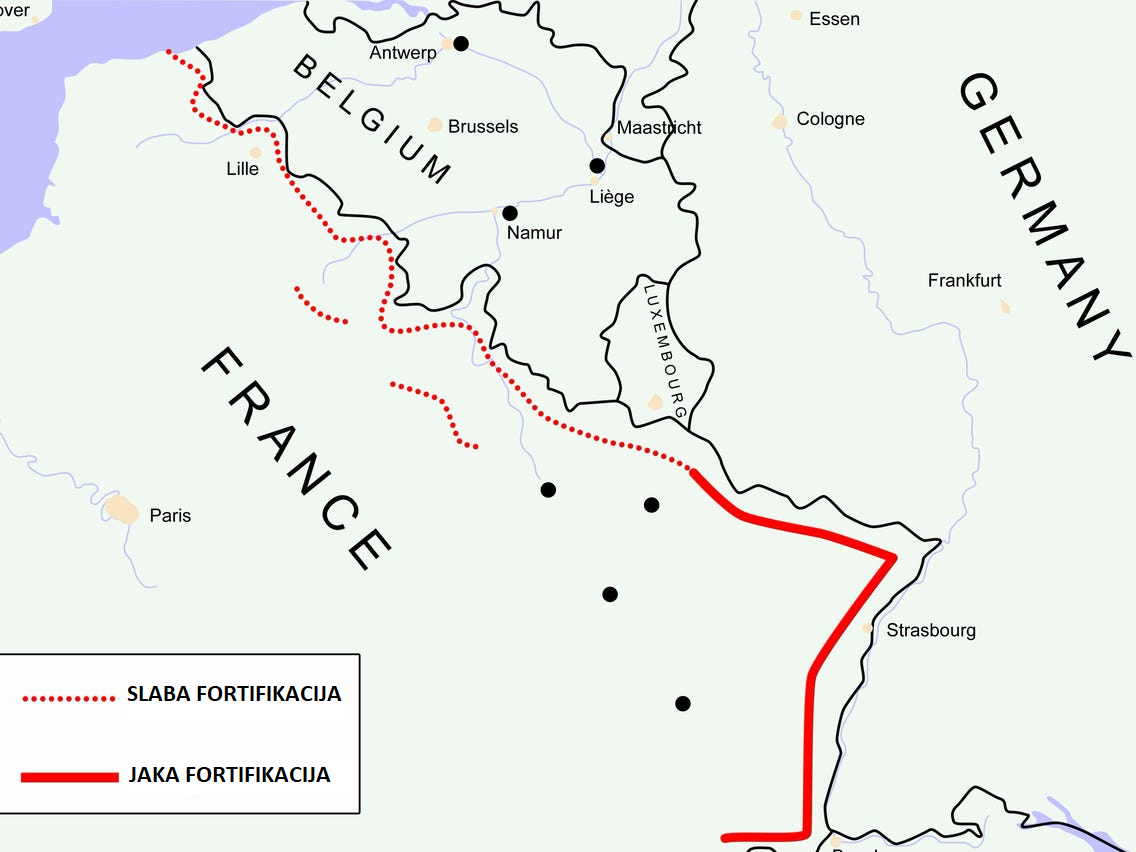 over
Essen
Antwerp
BELGIUM
GERMANY
Brussels
Maastricht
Cologne
Lille
Liège
Namur
Frankfurt
LUXEMBOURG
FRANCE
Paris
Strasbourg
SLABA FORTIFIKACIJA
JAKA FORTIFIKACIJA